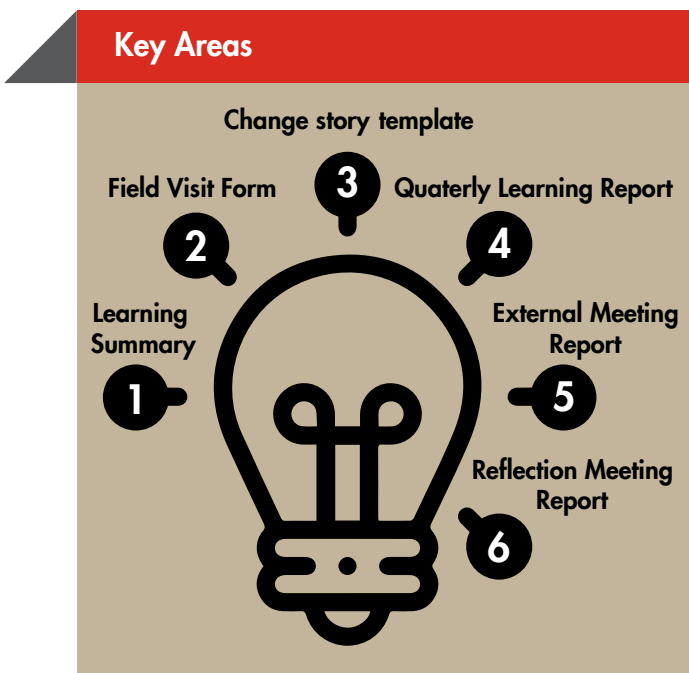 Key Areas
Change story template
3
Field Visit Form
2
Quaterly Learning Report
4
Learning
Summary
1
External Meeting
Report
5
Reflection Meeting
Report
6